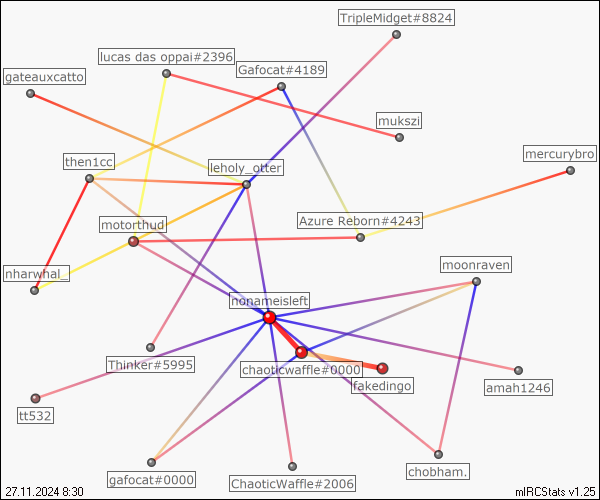 TripleMidget#8824
lucas das oppai#2396
Gafocat#4189
gateauxcatto
mukszi
mercurybro
then1cc
leholy_otter
Azure Reborn#4243
motorthud
moonraven
nharwhal_
nonameisleft
Thinker#5995
chaoticwaffle#0000
fakedingo
amah1246
tt532
chobham.
gafocat#0000
ChaoticWaffle#2006
27.11.2024 8:30
mIRCStats v1.25